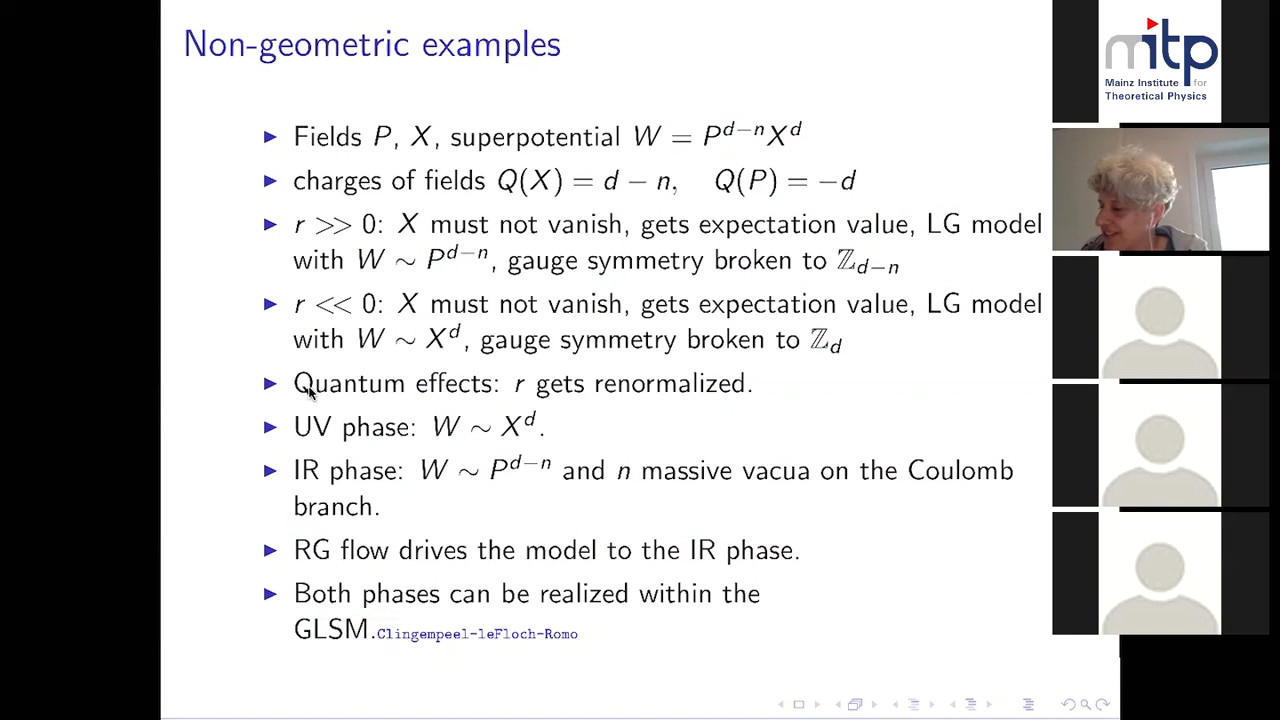 Non-geometric examples
▶ Fields P, X, superpotential W = P^{d−n}X^d
▶ charges of fields Q(X) = d − n, Q(P) = −d
▶ r >> 0: X must not vanish, gets expectation value, LG model
with W ∼ P^{d−n}, gauge symmetry broken to ℤ_{d−n}
▶ r << 0: X must not vanish, gets expectation value, LG model
with W ∼ X^d, gauge symmetry broken to ℤ_d
▶ Quantum effects: r gets renormalized.
▶ UV phase: W ∼ X^d.
▶ IR phase: W ∼ P^{d−n} and n massive vacua on the Coulomb
branch.
▶ RG flow drives the model to the IR phase.
▶ Both phases can be realized within the
GLSM.Clingempeel-leFloch-Romo
mitp
Mainz Institute for
Theoretical Physics